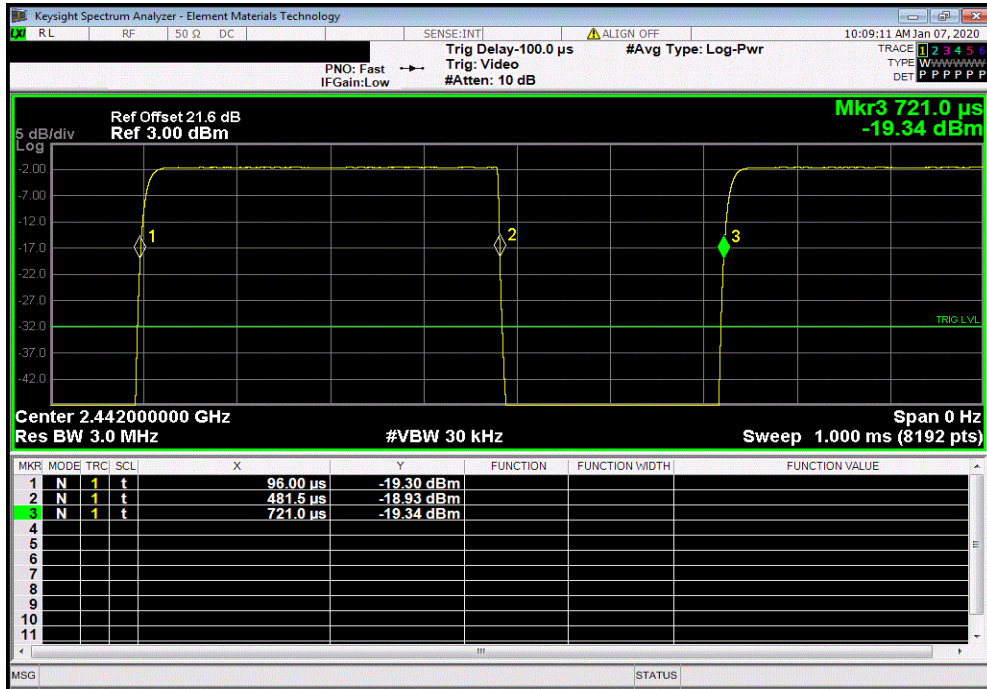 Keysight Spectrum Analyzer - Element Materials Technology
LXI RL RF 50 Ω DC SENSE:INT ALIGN OFF 10:09:11 AM Jan 07, 2020
Trig Delay-100.0 µs #Avg Type: Log-Pwr TRACE 1 2 3 4 5 6
PNO: Fast Trig: Video TYPE WWWWWW
IFGain:Low #Atten: 10 dB DET P P P P P P
Mkr3 721.0 µs
-19.34 dBm
Ref Offset 21.6 dB
5 dB/div Ref 3.00 dBm
Log
-2.00
-7.00
-12.0
-17.0
-22.0
-27.0
-32.0
-37.0
-42.0
1
2
3
TRIG LVL
Center 2.442000000 GHz Span 0 Hz
Res BW 3.0 MHz #VBW 30 kHz Sweep 1.000 ms (8192 pts)
MKR MODE TRC SCL X Y FUNCTION FUNCTION WIDTH FUNCTION VALUE
1 N 1 t 96.00 µs -19.30 dBm
2 N 1 t 481.5 µs -18.93 dBm
3 N 1 t 721.0 µs -19.34 dBm
4
5
6
7
8
9
10
11
MSG STATUS